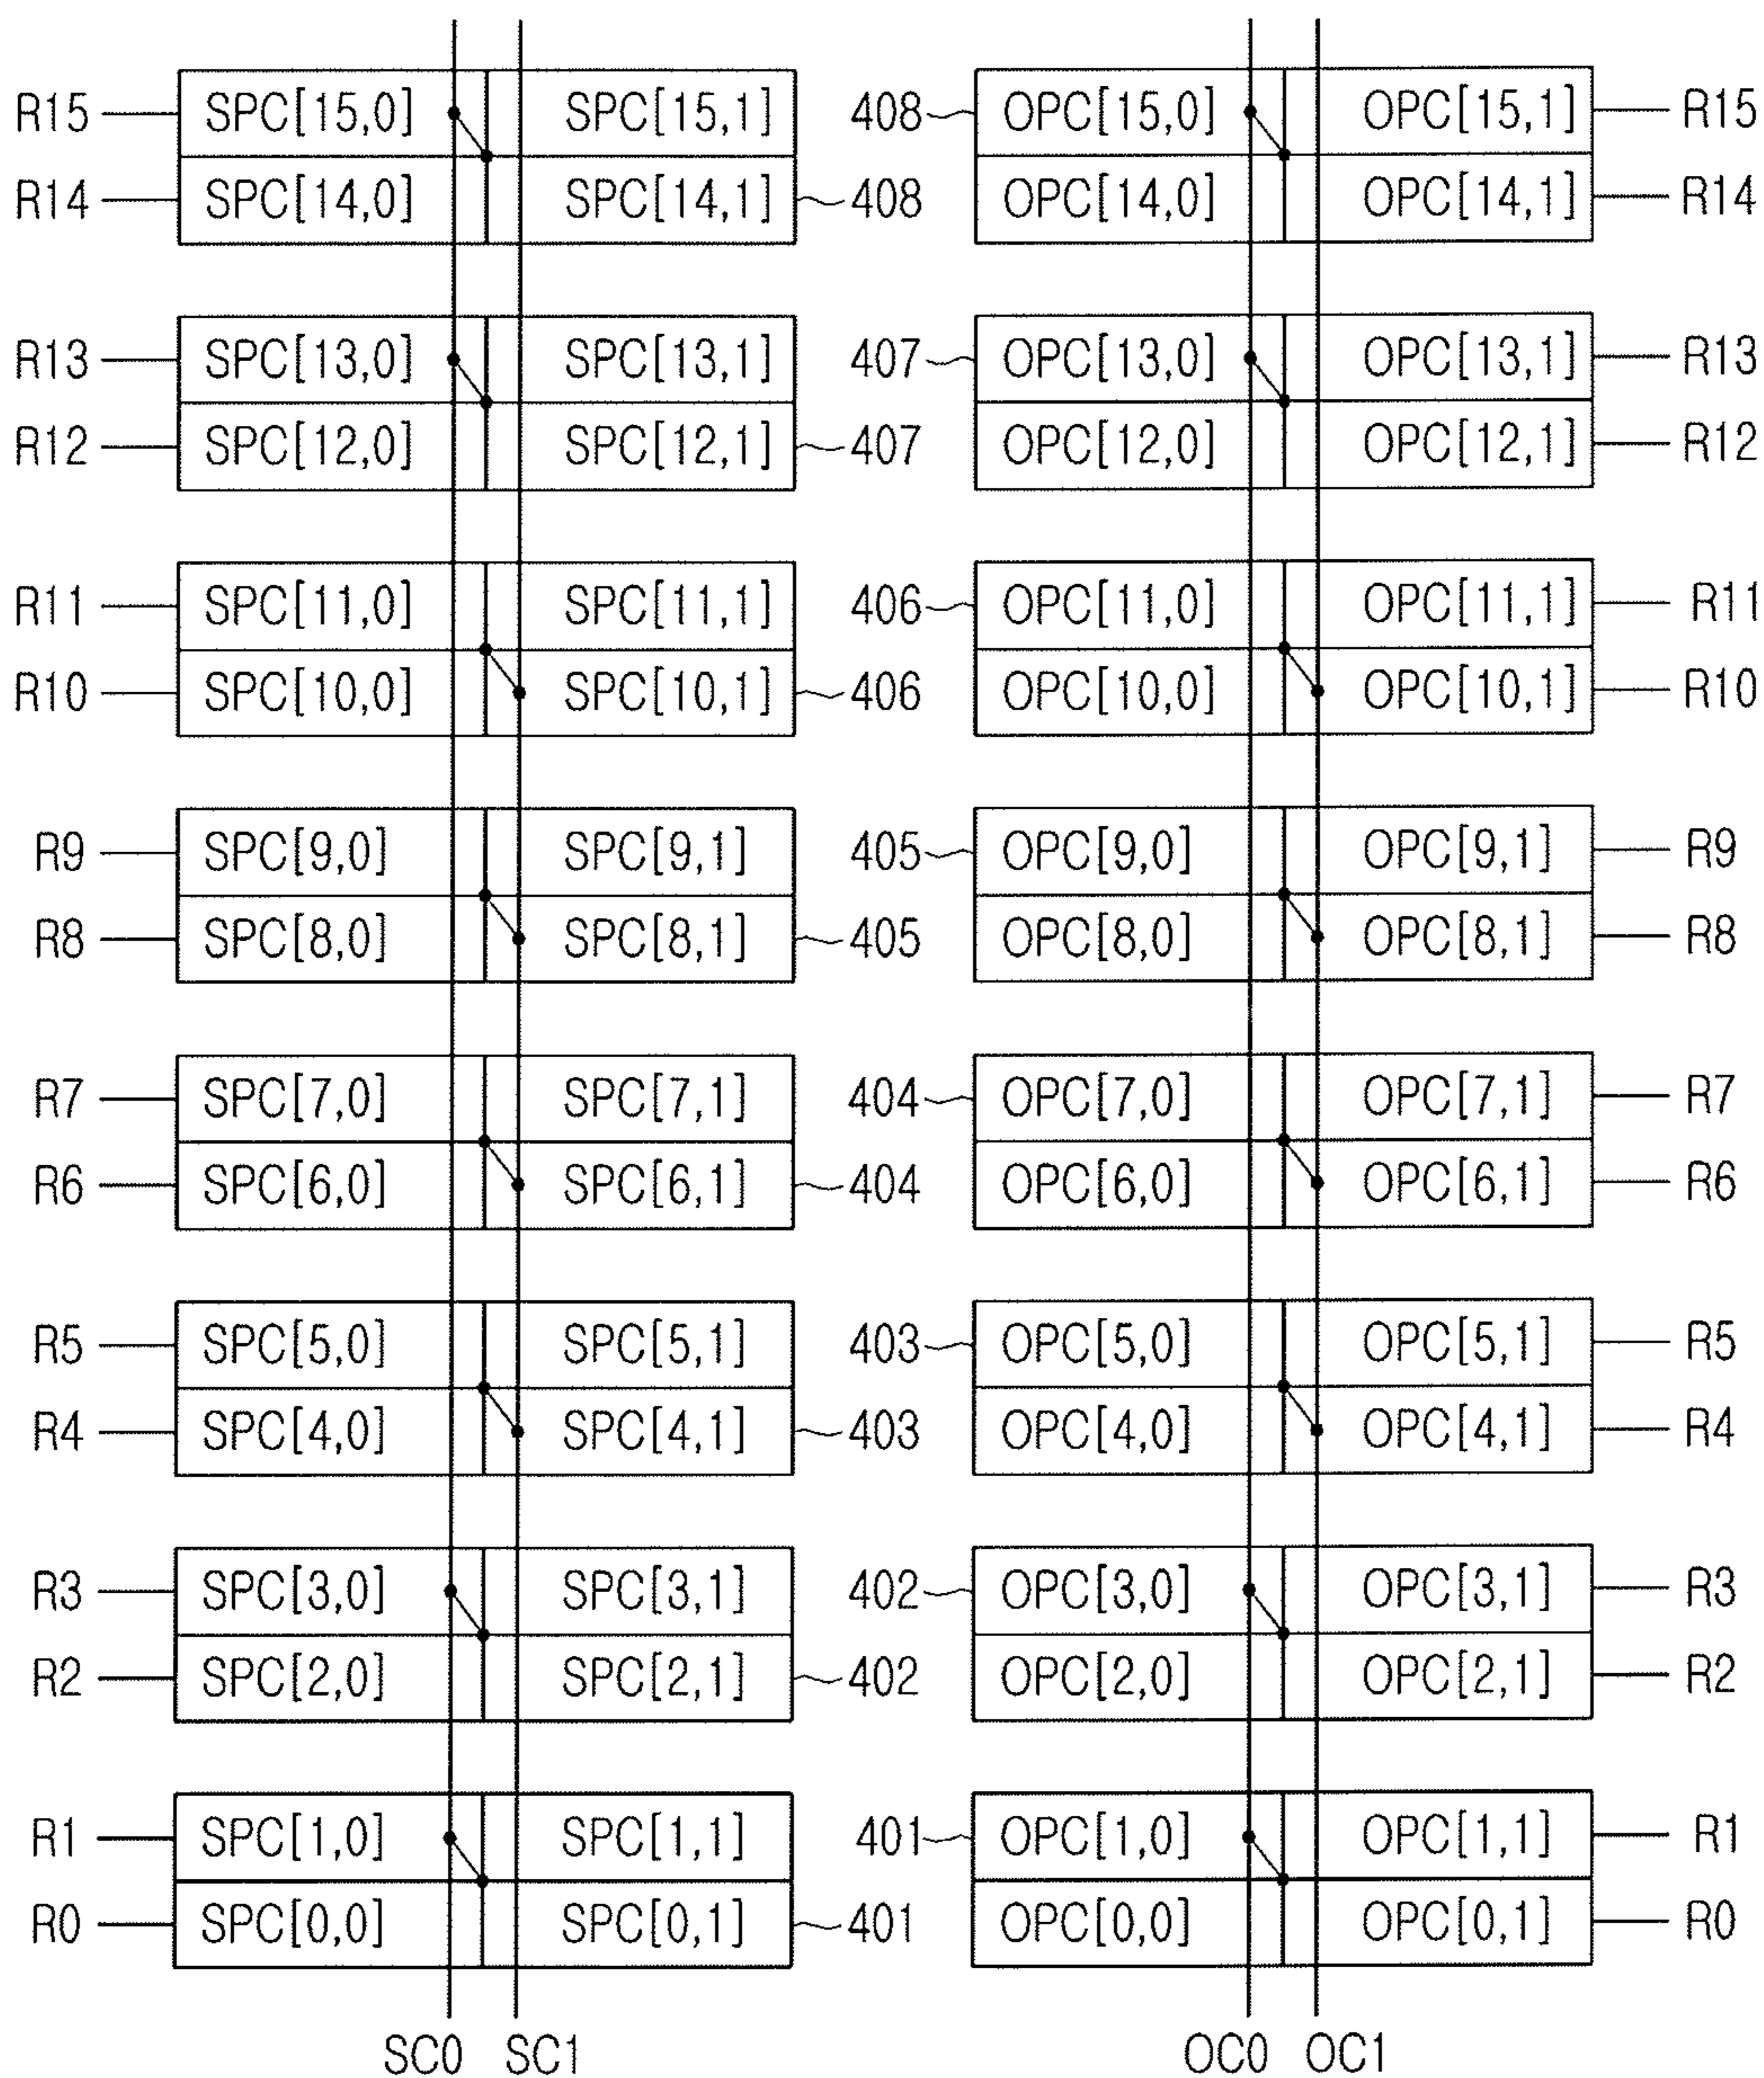 R15 SPC[15,0] SPC[15,1] 408 OPC[15,0] OPC[15,1] R15
R14 SPC[14,0] SPC[14,1] 408 OPC[14,0] OPC[14,1] R14
R13 SPC[13,0] SPC[13,1] 407 OPC[13,0] OPC[13,1] R13
R12 SPC[12,0] SPC[12,1] 407 OPC[12,0] OPC[12,1] R12
R11 SPC[11,0] SPC[11,1] 406 OPC[11,0] OPC[11,1] R11
R10 SPC[10,0] SPC[10,1] 406 OPC[10,0] OPC[10,1] R10
R9 SPC[9,0] SPC[9,1] 405 OPC[9,0] OPC[9,1] R9
R8 SPC[8,0] SPC[8,1] 405 OPC[8,0] OPC[8,1] R8
R7 SPC[7,0] SPC[7,1] 404 OPC[7,0] OPC[7,1] R7
R6 SPC[6,0] SPC[6,1] 404 OPC[6,0] OPC[6,1] R6
R5 SPC[5,0] SPC[5,1] 403 OPC[5,0] OPC[5,1] R5
R4 SPC[4,0] SPC[4,1] 403 OPC[4,0] OPC[4,1] R4
R3 SPC[3,0] SPC[3,1] 402 OPC[3,0] OPC[3,1] R3
R2 SPC[2,0] SPC[2,1] 402 OPC[2,0] OPC[2,1] R2
R1 SPC[1,0] SPC[1,1] 401 OPC[1,0] OPC[1,1] R1
R0 SPC[0,0] SPC[0,1] 401 OPC[0,0] OPC[0,1] R0
SC0 SC1 OC0 OC1